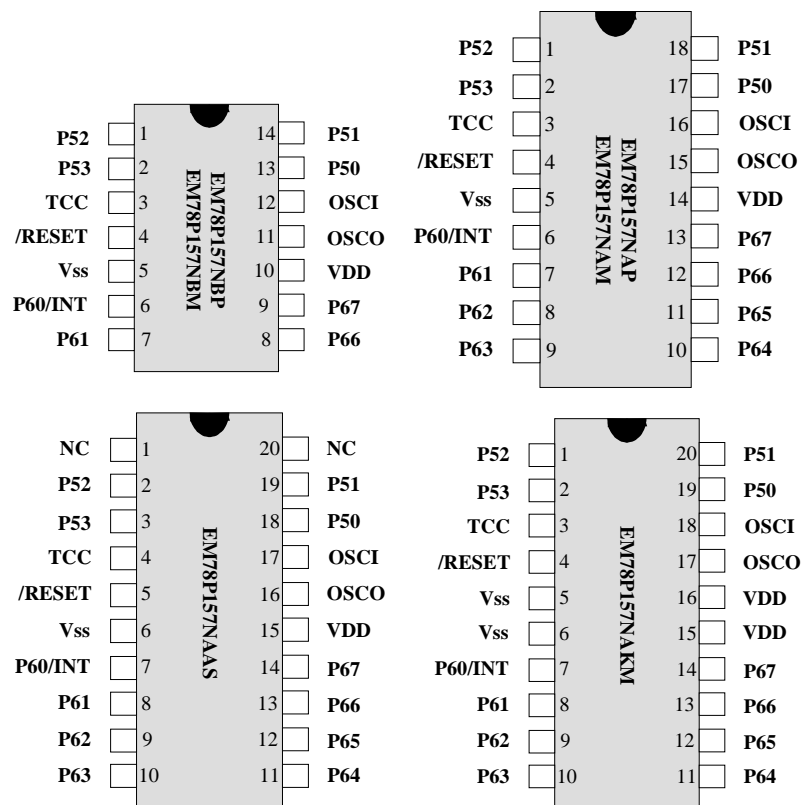 P52 1 14 P51
P53 2 13 P50
TCC 3 12 OSCI
/RESET 4 11 OSCO
Vss 5 10 VDD
P60/INT 6 9 P67
P61 7 8 P66
EM78P157NBP
EM78P157NBM
P52 1 18 P51
P53 2 17 P50
TCC 3 16 OSCI
/RESET 4 15 OSCO
Vss 5 14 VDD
P60/INT 6 13 P67
P61 7 12 P66
P62 8 11 P65
P63 9 10 P64
EM78P157NAP
EM78P157NAM
NC 1 20 NC
P52 2 19 P51
P53 3 18 P50
TCC 4 17 OSCI
/RESET 5 16 OSCO
Vss 6 15 VDD
P60/INT 7 14 P67
P61 8 13 P66
P62 9 12 P65
P63 10 11 P64
EM78P157NAAS
P52 1 20 P51
P53 2 19 P50
TCC 3 18 OSCI
/RESET 4 17 OSCO
Vss 5 16 VDD
Vss 6 15 VDD
P60/INT 7 14 P67
P61 8 13 P66
P62 9 12 P65
P63 10 11 P64
EM78P157NAKM